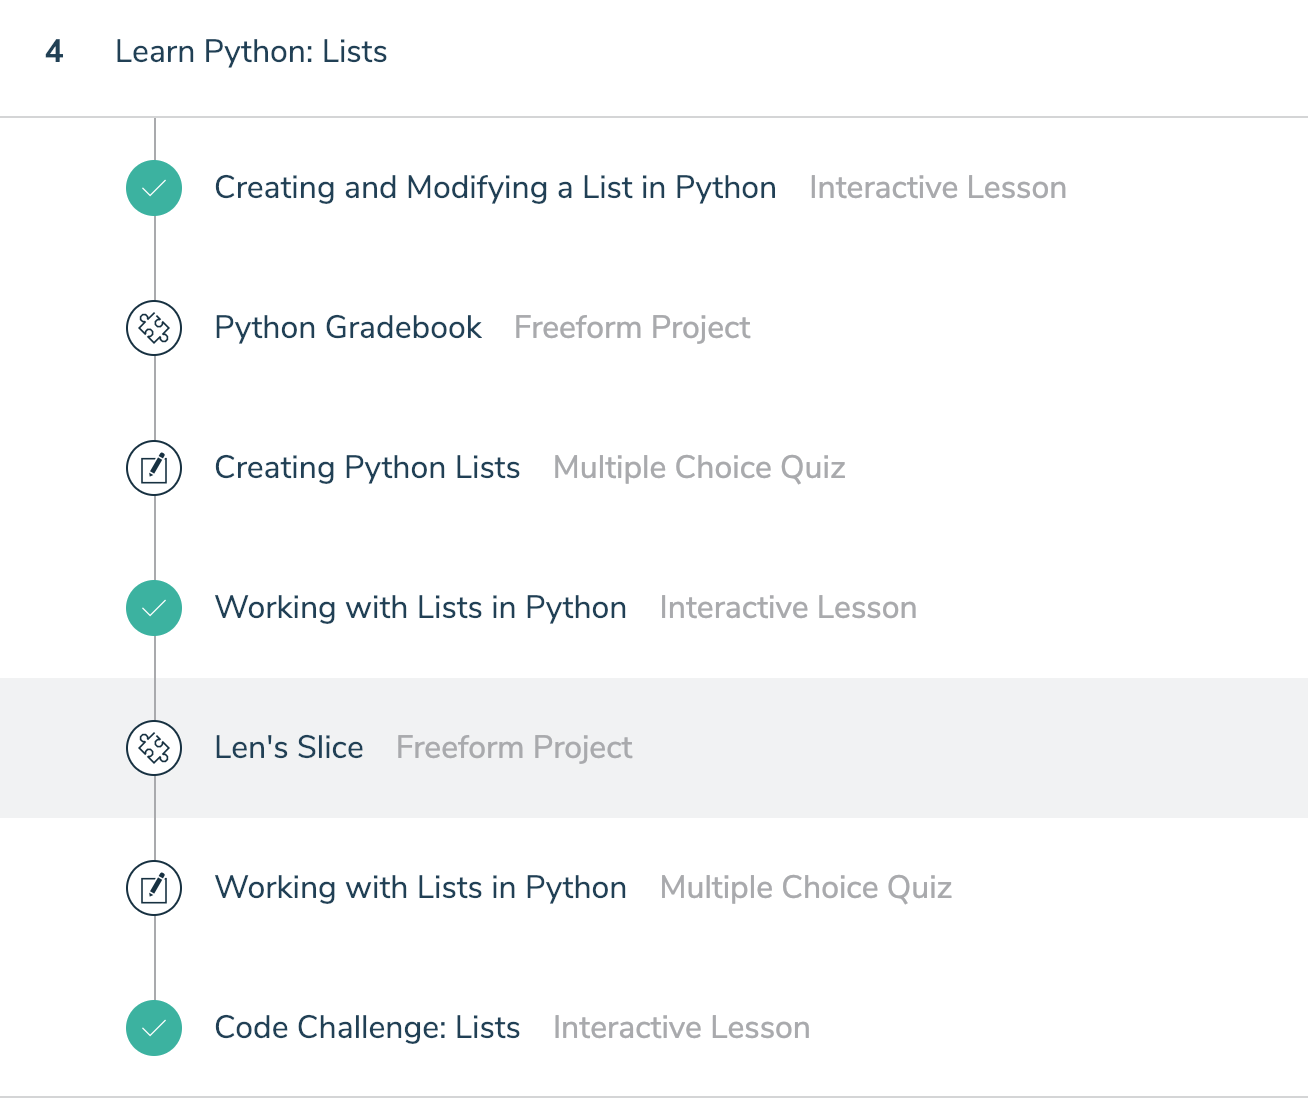 4 Learn Python: Lists
Creating and Modifying a List in Python Interactive Lesson
Python Gradebook Freeform Project
Creating Python Lists Multiple Choice Quiz
Working with Lists in Python Interactive Lesson
Len's Slice Freeform Project
Working with Lists in Python Multiple Choice Quiz
Code Challenge: Lists Interactive Lesson